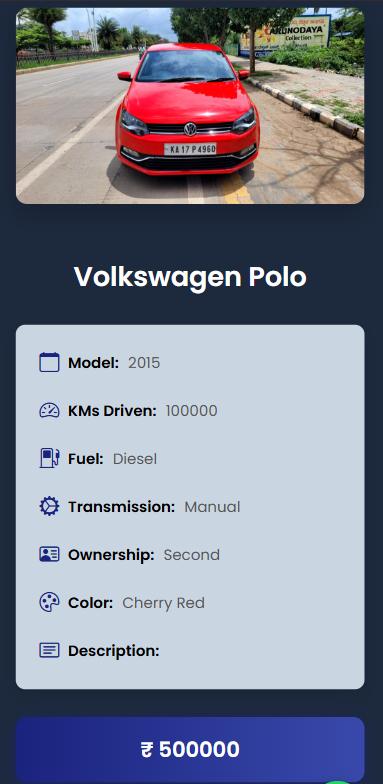 ARUNODAYA
Collection
KA 17 P 4960
Volkswagen Polo
Model: 2015
KMs Driven: 100000
Fuel: Diesel
Transmission: Manual
Ownership: Second
Color: Cherry Red
Description:
₹ 500000